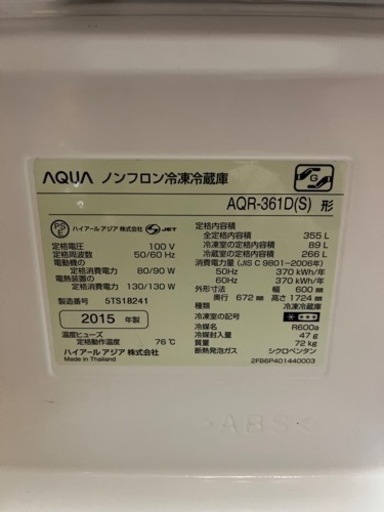 AQUA ノンフロン冷凍冷蔵庫
G
AQR-361D(S) 形
PS E ハイアール アジア 株式会社 JET
定格電圧 100 V
定格周波数 50/60 Hz
電動機の
定格消費電力 80/90 W
電熱装置の
定格消費電力 130/130 W
製造番号 5TS18241
2015 年製
温度ヒューズ
定格動作温度 76℃
ハイアール アジア 株式会社
Made in Thailand
定格内容積
全定格内容積 355 L
冷凍室の定格内容積 89 L
冷蔵室の定格内容積 266 L
消費電力量 (JIS C 9801-2006年)
50Hz 370 kWh/年
60Hz 370 kWh/年
外形寸法 幅 600 mm
奥行 672 mm 高さ 1724 mm
種類 冷凍冷蔵庫
冷凍室の記号
冷媒名 R600a
冷媒封入量 47 g
質量 72 kg
断熱発泡ガス シクロペンタン
2FB6P401440003
>ABS<